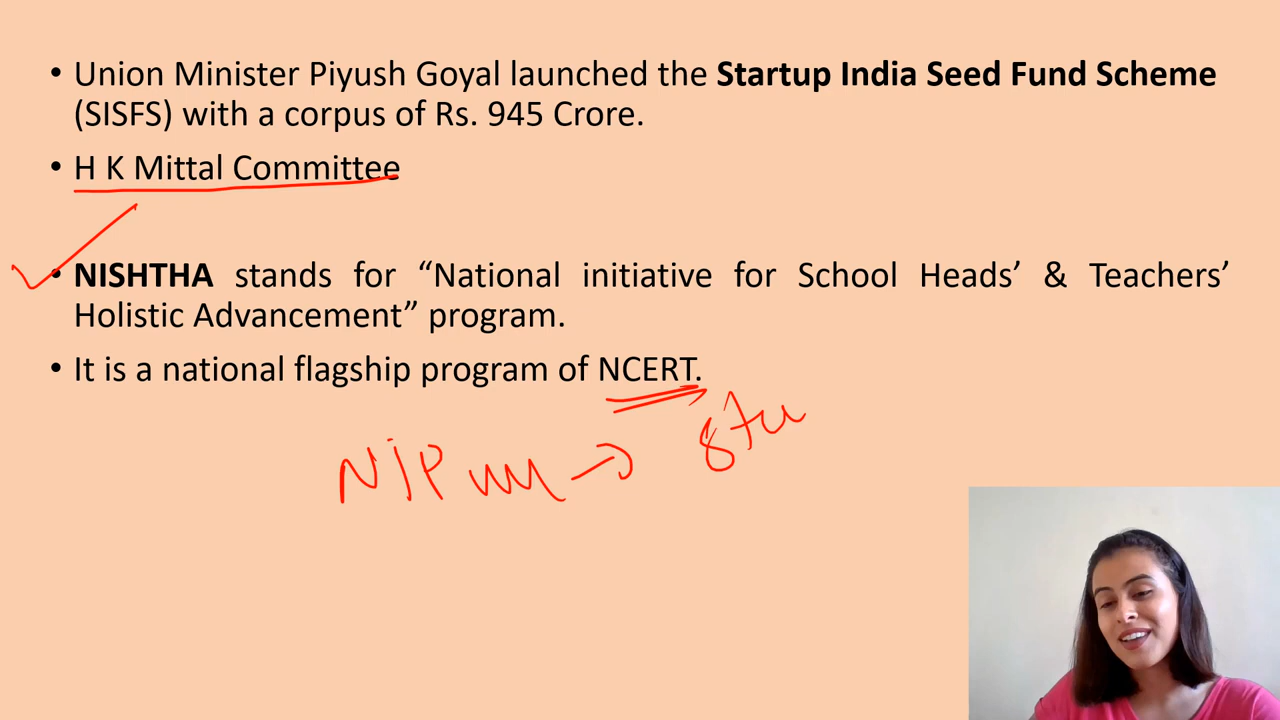 • Union Minister Piyush Goyal launched the Startup India Seed Fund Scheme
(SISFS) with a corpus of Rs. 945 Crore.
• H K Mittal Committee
• NISHTHA stands for “National initiative for School Heads’ & Teachers’
Holistic Advancement” program.
• It is a national flagship program of NCERT.
NIPun → stu